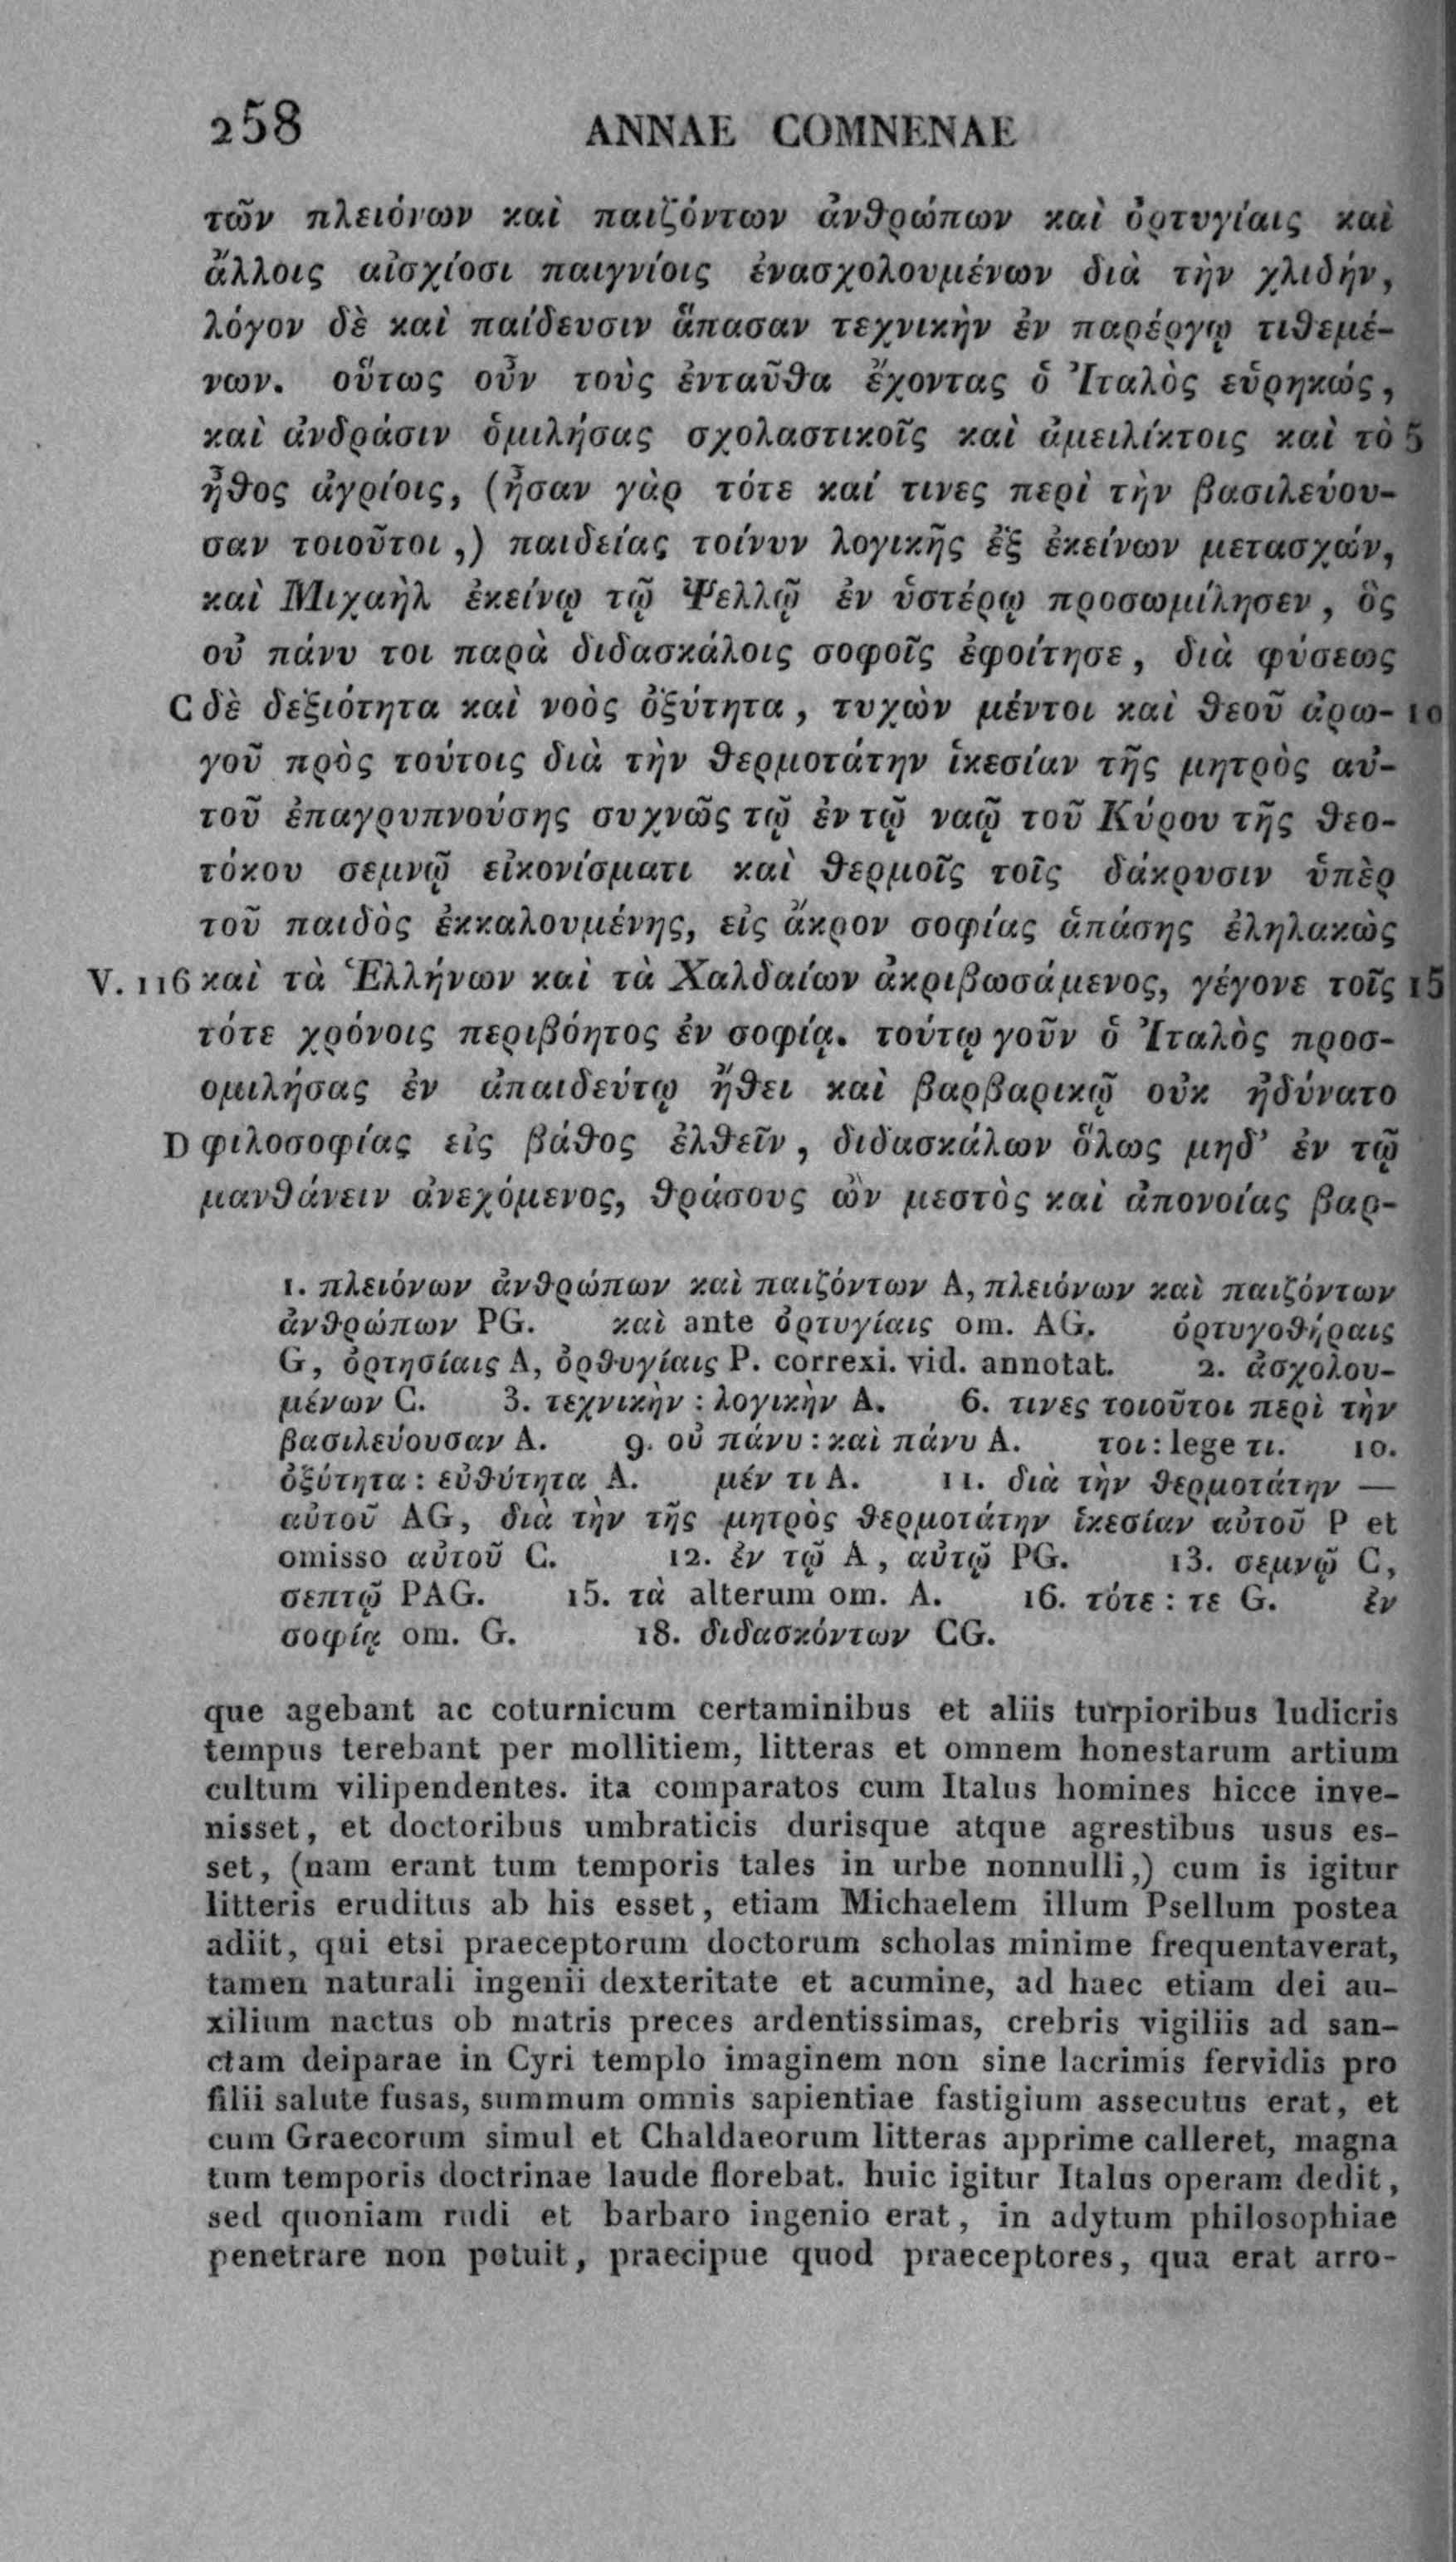 258 ANNAE COMNENAE
τῶν πλειόνων καὶ παιζόντων ἀνθρώπων καὶ ὀρτυγίαις καὶ
ἄλλοις αἰσχίοσι παιγνίοις ἐνασχολουμένων διὰ τὴν χλιδήν,
λόγον δὲ καὶ παίδευσιν ἅπασαν τεχνικὴν ἐν παρέργῳ τιθεμέ-
νων. οὕτως οὖν τοὺς ἐνταῦθα ἔχοντας ὁ Ἰταλὸς εὑρηκώς,
καὶ ἀνδράσιν ὁμιλήσας σχολαστικοῖς καὶ ἀμειλίκτοις καὶ τὸ 5
ἦθος ἀγρίοις, (ἦσαν γὰρ τότε καί τινες περὶ τὴν βασιλεύου-
σαν τοιοῦτοι,) παιδείας τοίνυν λογικῆς ἐξ ἐκείνων μετασχών,
καὶ Μιχαὴλ ἐκείνῳ τῷ Ψελλῷ ἐν ὑστέρῳ προσωμίλησεν, ὃς
οὐ πάνυ τοι παρὰ διδασκάλοις σοφοῖς ἐφοίτησε, διὰ φύσεως
C δὲ δεξιότητα καὶ νοὸς ὀξύτητα, τυχὼν μέντοι καὶ θεοῦ ἀρω- 10
γοῦ πρὸς τούτοις διὰ τὴν θερμοτάτην ἱκεσίαν τῆς μητρὸς αὐ-
τοῦ ἐπαγρυπνούσης συχνῶς τῷ ἐν τῷ ναῷ τοῦ Κύρου τῆς θεο-
τόκου σεμνῷ εἰκονίσματι καὶ θερμοῖς τοῖς δάκρυσιν ὑπὲρ
τοῦ παιδὸς ἐκκαλουμένης, εἰς ἄκρον σοφίας ἁπάσης ἐληλακὼς
V. 116 καὶ τὰ Ἑλλήνων καὶ τὰ Χαλδαίων ἀκριβωσάμενος, γέγονε τοῖς 15
τότε χρόνοις περιβόητος ἐν σοφίᾳ. τούτῳ γοῦν ὁ Ἰταλὸς προσ-
ομιλήσας ἐν ἀπαιδεύτῳ ἤθει καὶ βαρβαρικῷ οὐκ ἠδύνατο
D φιλοσοφίας εἰς βάθος ἐλθεῖν, διδασκάλων ὅλως μηδ' ἐν τῷ
μανθάνειν ἀνεχόμενος, θράσους ὢν μεστὸς καὶ ἀπονοίας βαρ-
1. πλειόνων ἀνθρώπων καὶ παιζόντων A, πλειόνων καὶ παιζόντων
ἀνθρώπων PG. καὶ ante ὀρτυγίαις om. AG. ὀρτυγοθήραις
G, ὀρτησίαις A, ὀρθυγίαις P. correxi. vid. annotat. 2. ἀσχολου-
μένων C. 3. τεχνικὴν : λογικὴν A. 6. τινες τοιοῦτοι περὶ τὴν
βασιλεύουσαν A. 9. οὐ πάνυ : καὶ πάνυ A. τοι : lege τι. 10.
ὀξύτητα : εὐθύτητα A. μέν τι A. 11. διὰ τὴν θερμοτάτην —
αὐτοῦ AG, διὰ τὴν τῆς μητρὸς θερμοτάτην ἱκεσίαν αὐτοῦ P et
omisso αὐτοῦ C. 12. ἐν τῷ A, αὐτῷ PG. 13. σεμνῷ C,
σεπτῷ PAG. 15. τὰ alterum om. A. 16. τότε : τε G. ἐν
σοφίᾳ om. G. 18. διδασκόντων CG.
que agebant ac coturnicum certaminibus et aliis turpioribus ludicris
tempus terebant per mollitiem, litteras et omnem honestarum artium
cultum vilipendentes. ita comparatos cum Italus homines hicce inve-
nisset, et doctoribus umbraticis durisque atque agrestibus usus es-
set, (nam erant tum temporis tales in urbe nonnulli,) cum is igitur
litteris eruditus ab his esset, etiam Michaelem illum Psellum postea
adiit, qui etsi praeceptorum doctorum scholas minime frequentaverat,
tamen naturali ingenii dexteritate et acumine, ad haec etiam dei au-
xilium nactus ob matris preces ardentissimas, crebris vigiliis ad san-
ctam deiparae in Cyri templo imaginem non sine lacrimis fervidis pro
filii salute fusas, summum omnis sapientiae fastigium assecutus erat, et
cum Graecorum simul et Chaldaeorum litteras apprime calleret, magna
tum temporis doctrinae laude florebat. huic igitur Italus operam dedit,
sed quoniam rudi et barbaro ingenio erat, in adytum philosophiae
penetrare non potuit, praecipue quod praeceptores, qua erat arro-